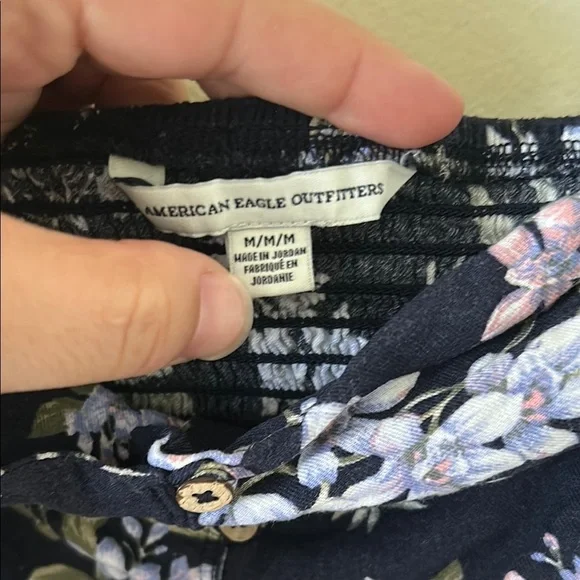 AMERICAN EAGLE OUTFITTERS
M/M/M
MADE IN JORDAN
FABRIQUÉ EN
JORDANIE